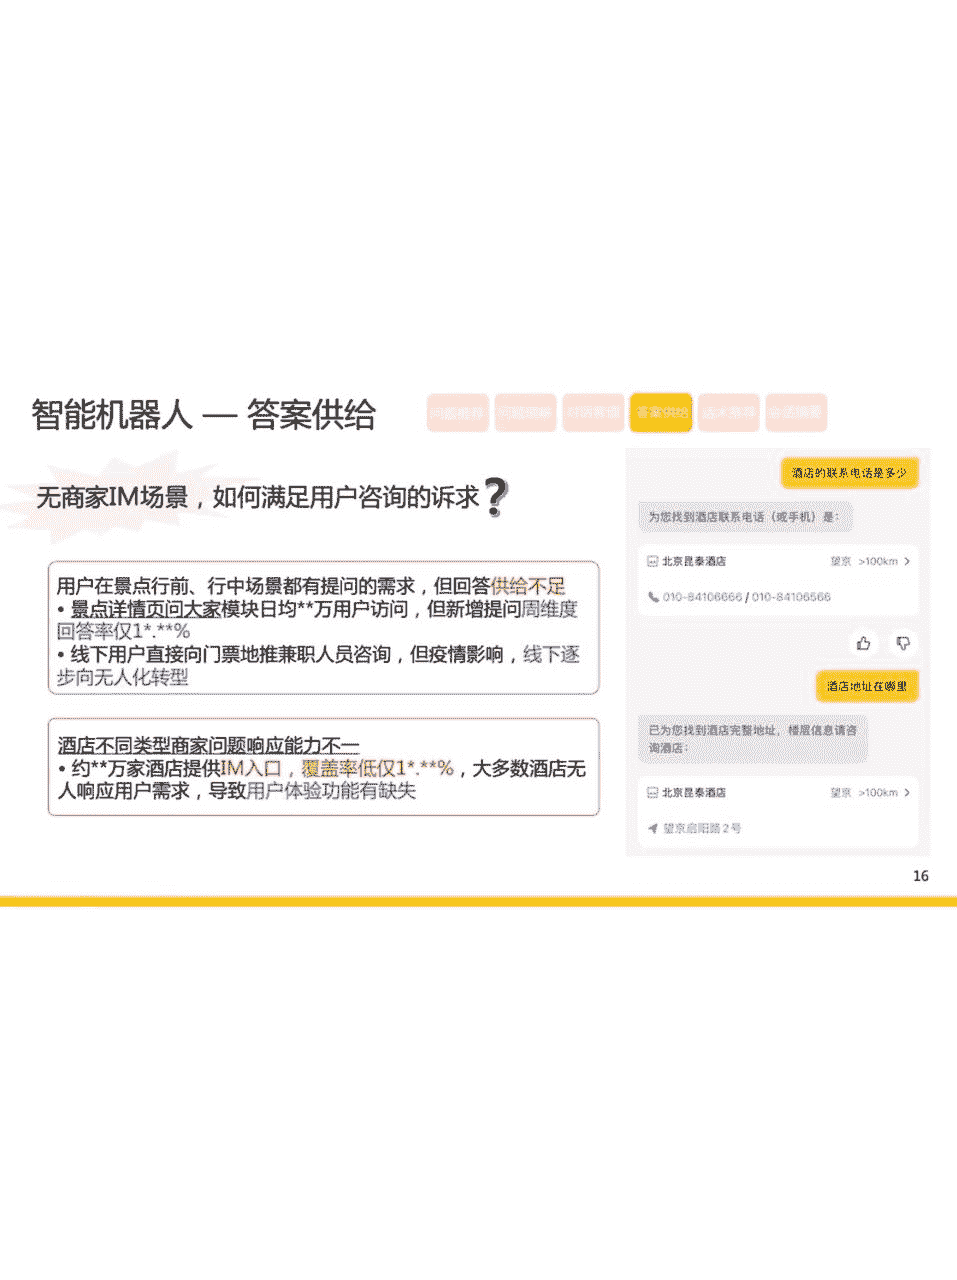 智能机器人 — 答案供给
答案供给
无商家IM场景，如何满足用户咨询的诉求?
用户在景点行前、行中场景都有提问的需求，但回答供给不足
• 景点详情页问大家模块日均**万用户访问，但新增提问周维度
回答率仅1*.**%
• 线下用户直接向门票地推兼职人员咨询，但疫情影响，线下逐
步向无人化转型
酒店不同类型商家问题响应能力不一
• 约**万家酒店提供IM入口，覆盖率低仅1*.**%，大多数酒店无
人响应用户需求，导致用户体验功能有缺失
酒店的联系电话是多少
为您找到酒店联系电话（或手机）是：
北京昆泰酒店 望京 >100km >
010-84106666 / 010-84106566
酒店地址在哪里
已为您找到酒店完整地址，楼层信息请咨
询酒店：
北京昆泰酒店 望京 >100km >
望京启阳路2号
16